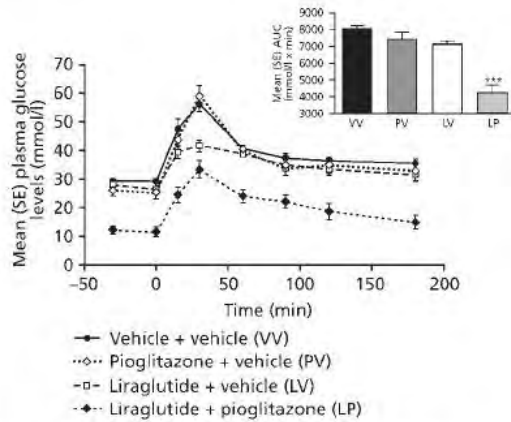 Mean (SE) AUC
(mmol/l x min)
9000
8000
7000
6000
5000
4000
3000
***
VV
PV
LV
LP
Mean (SE) plasma glucose
levels (mmol/l)
70
60
50
40
30
20
10
0
−50
0
50
100
150
200
Time (min)
Vehicle + vehicle (VV)
Pioglitazone + vehicle (PV)
Liraglutide + vehicle (LV)
Liraglutide + pioglitazone (LP)